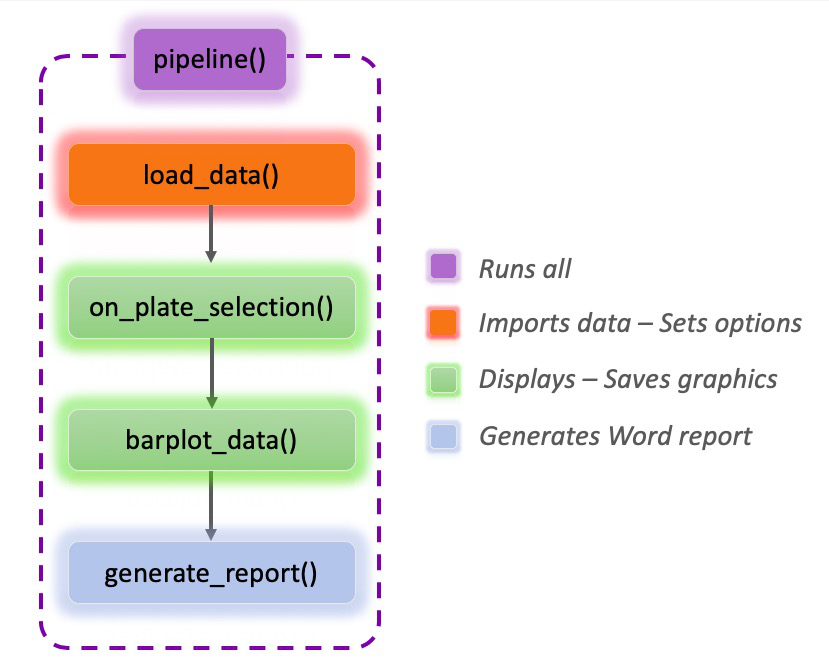 pipeline()
load_data()
on_plate_selection()
barplot_data()
generate_report()
Runs all
Imports data – Sets options
Displays – Saves graphics
Generates Word report